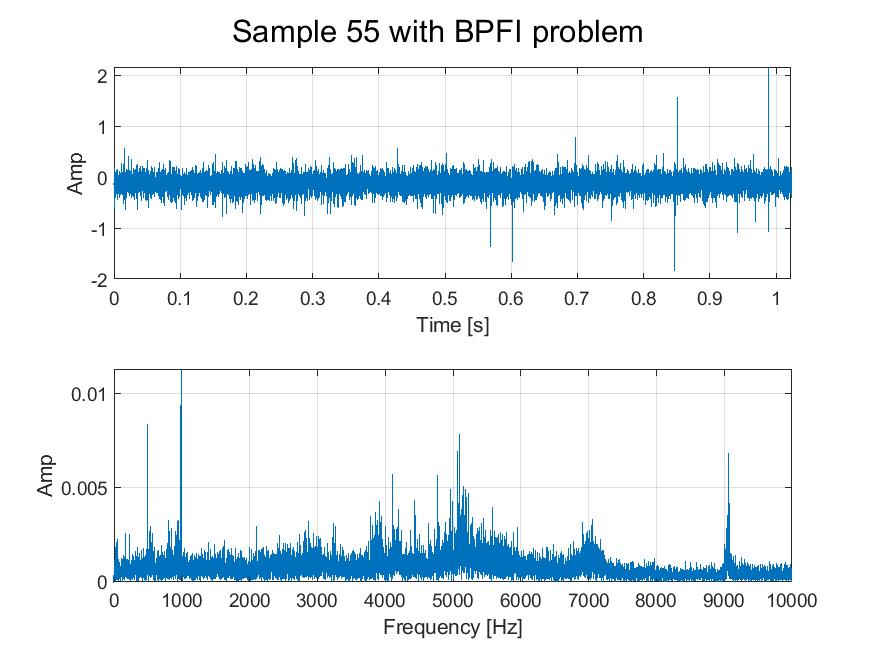 Sample 55 with BPFI problem
2
1
0
-1
-2
Amp
0 0.1 0.2 0.3 0.4 0.5 0.6 0.7 0.8 0.9 1
Time [s]
0.01
0.005
0
Amp
0 1000 2000 3000 4000 5000 6000 7000 8000 9000 10000
Frequency [Hz]